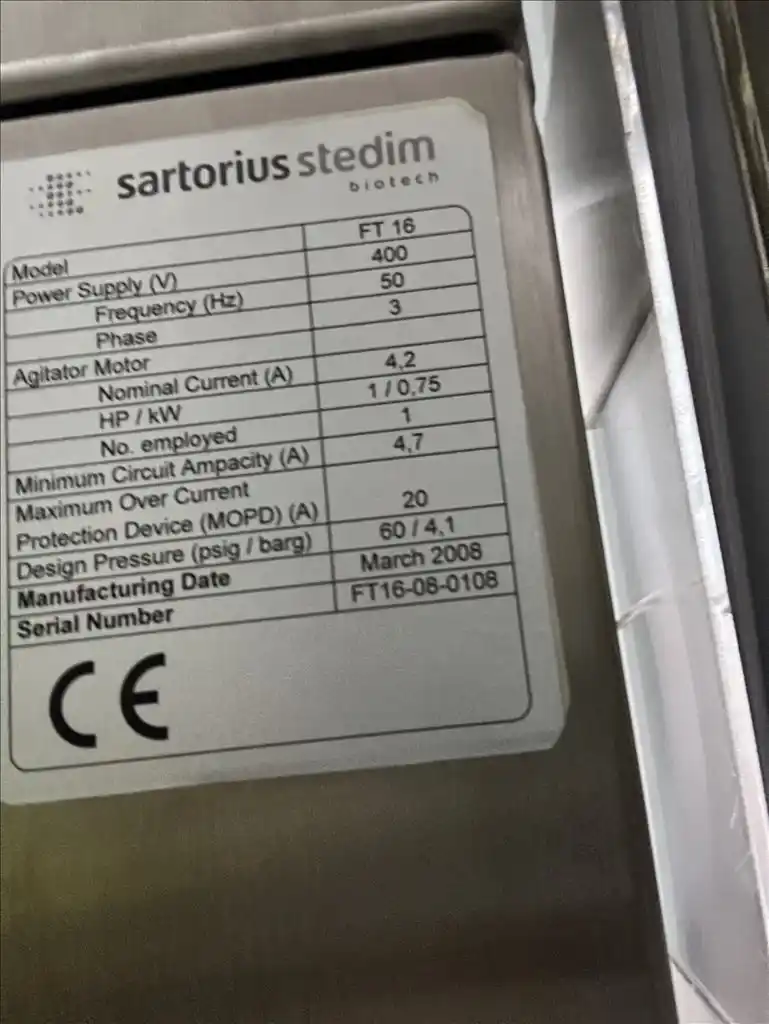 sartorius stedim
biotech
Model FT 16
Power Supply (V) 400
Frequency (Hz) 50
Phase 3
Agitator Motor
Nominal Current (A) 4,2
HP / kW 1 / 0,75
No. employed 1
Minimum Circuit Ampacity (A) 4,7
Maximum Over Current
Protection Device (MOPD) (A) 20
Design Pressure (psig / barg) 60 / 4,1
Manufacturing Date March 2008
Serial Number FT16-08-0108
CE